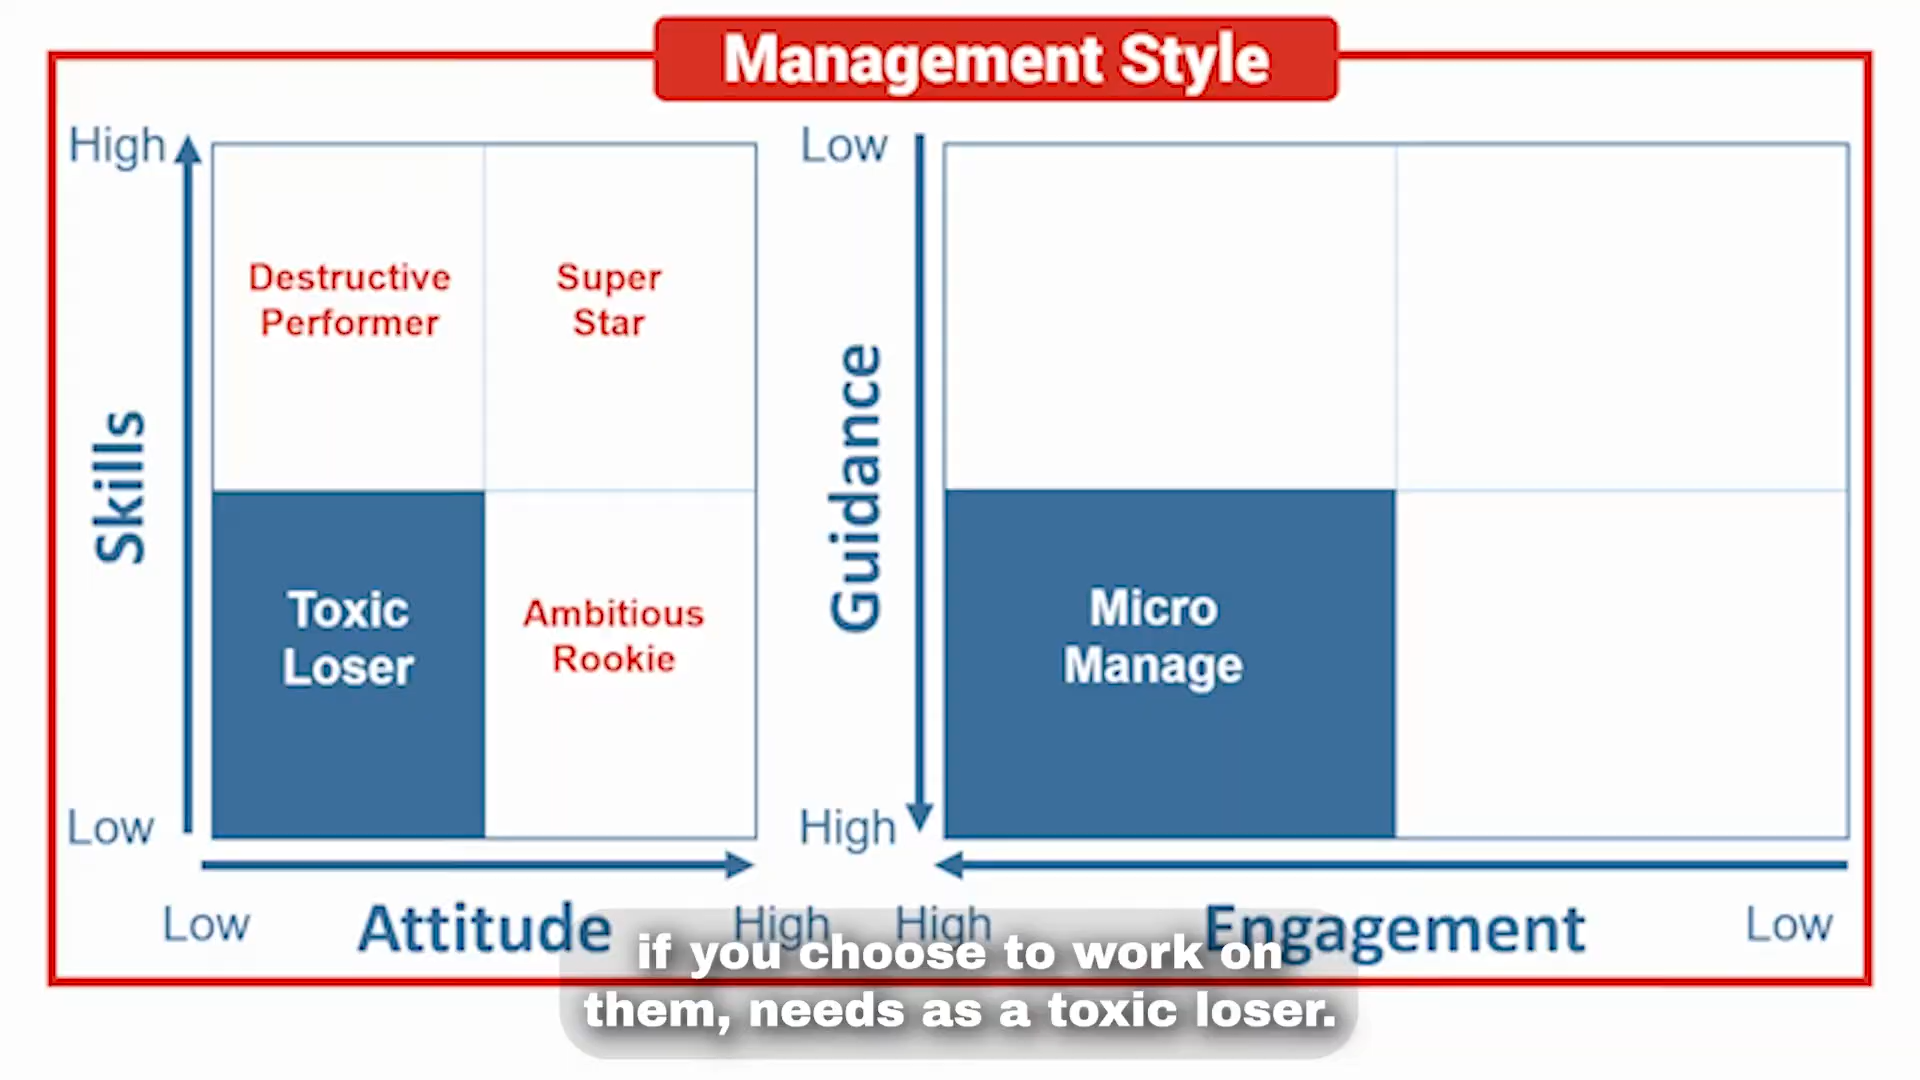 Management Style
High
Skills
Low
Destructive
Performer
Super
Star
Toxic
Loser
Ambitious
Rookie
Low
Attitude
High
Low
Guidance
High
Micro
Manage
High
Engagement
Low
if you choose to work on
them, needs as a toxic loser.